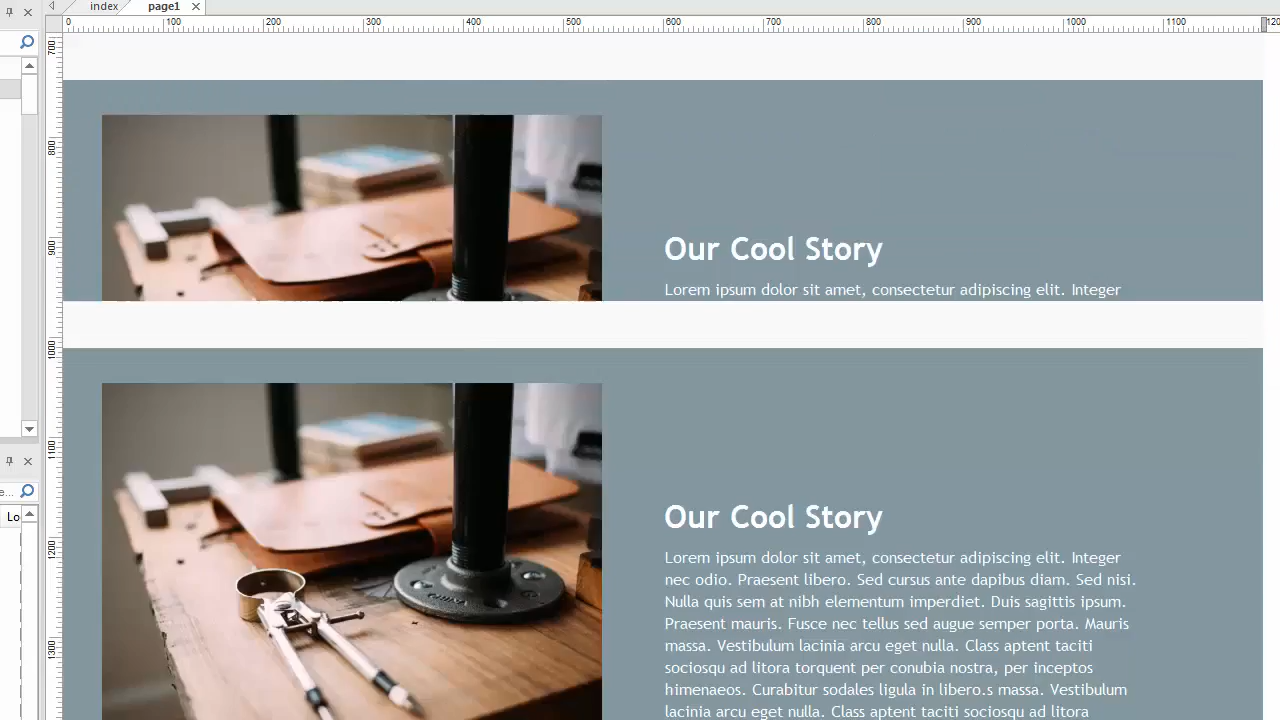 index
page1
0
100
200
300
400
500
600
700
800
900
1000
1100
120
700
800
900
1000
1100
1200
1300
Our Cool Story
Lorem ipsum dolor sit amet, consectetur adipiscing elit. Integer
e...
Lo
Our Cool Story
Lorem ipsum dolor sit amet, consectetur adipiscing elit. Integer
nec odio. Praesent libero. Sed cursus ante dapibus diam. Sed nisi.
Nulla quis sem at nibh elementum imperdiet. Duis sagittis ipsum.
Praesent mauris. Fusce nec tellus sed augue semper porta. Mauris
massa. Vestibulum lacinia arcu eget nulla. Class aptent taciti
sociosqu ad litora torquent per conubia nostra, per inceptos
himenaeos. Curabitur sodales ligula in libero.s massa. Vestibulum
lacinia arcu eget nulla. Class aptent taciti sociosqu ad litora